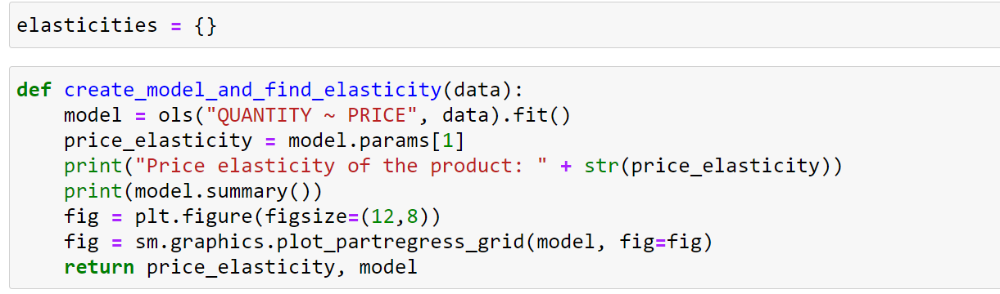 elasticities = {}
def create_model_and_find_elasticity(data):
    model = ols("QUANTITY ~ PRICE", data).fit()
    price_elasticity = model.params[1]
    print("Price elasticity of the product: " + str(price_elasticity))
    print(model.summary())
    fig = plt.figure(figsize=(12,8))
    fig = sm.graphics.plot_partregress_grid(model, fig=fig)
    return price_elasticity, model